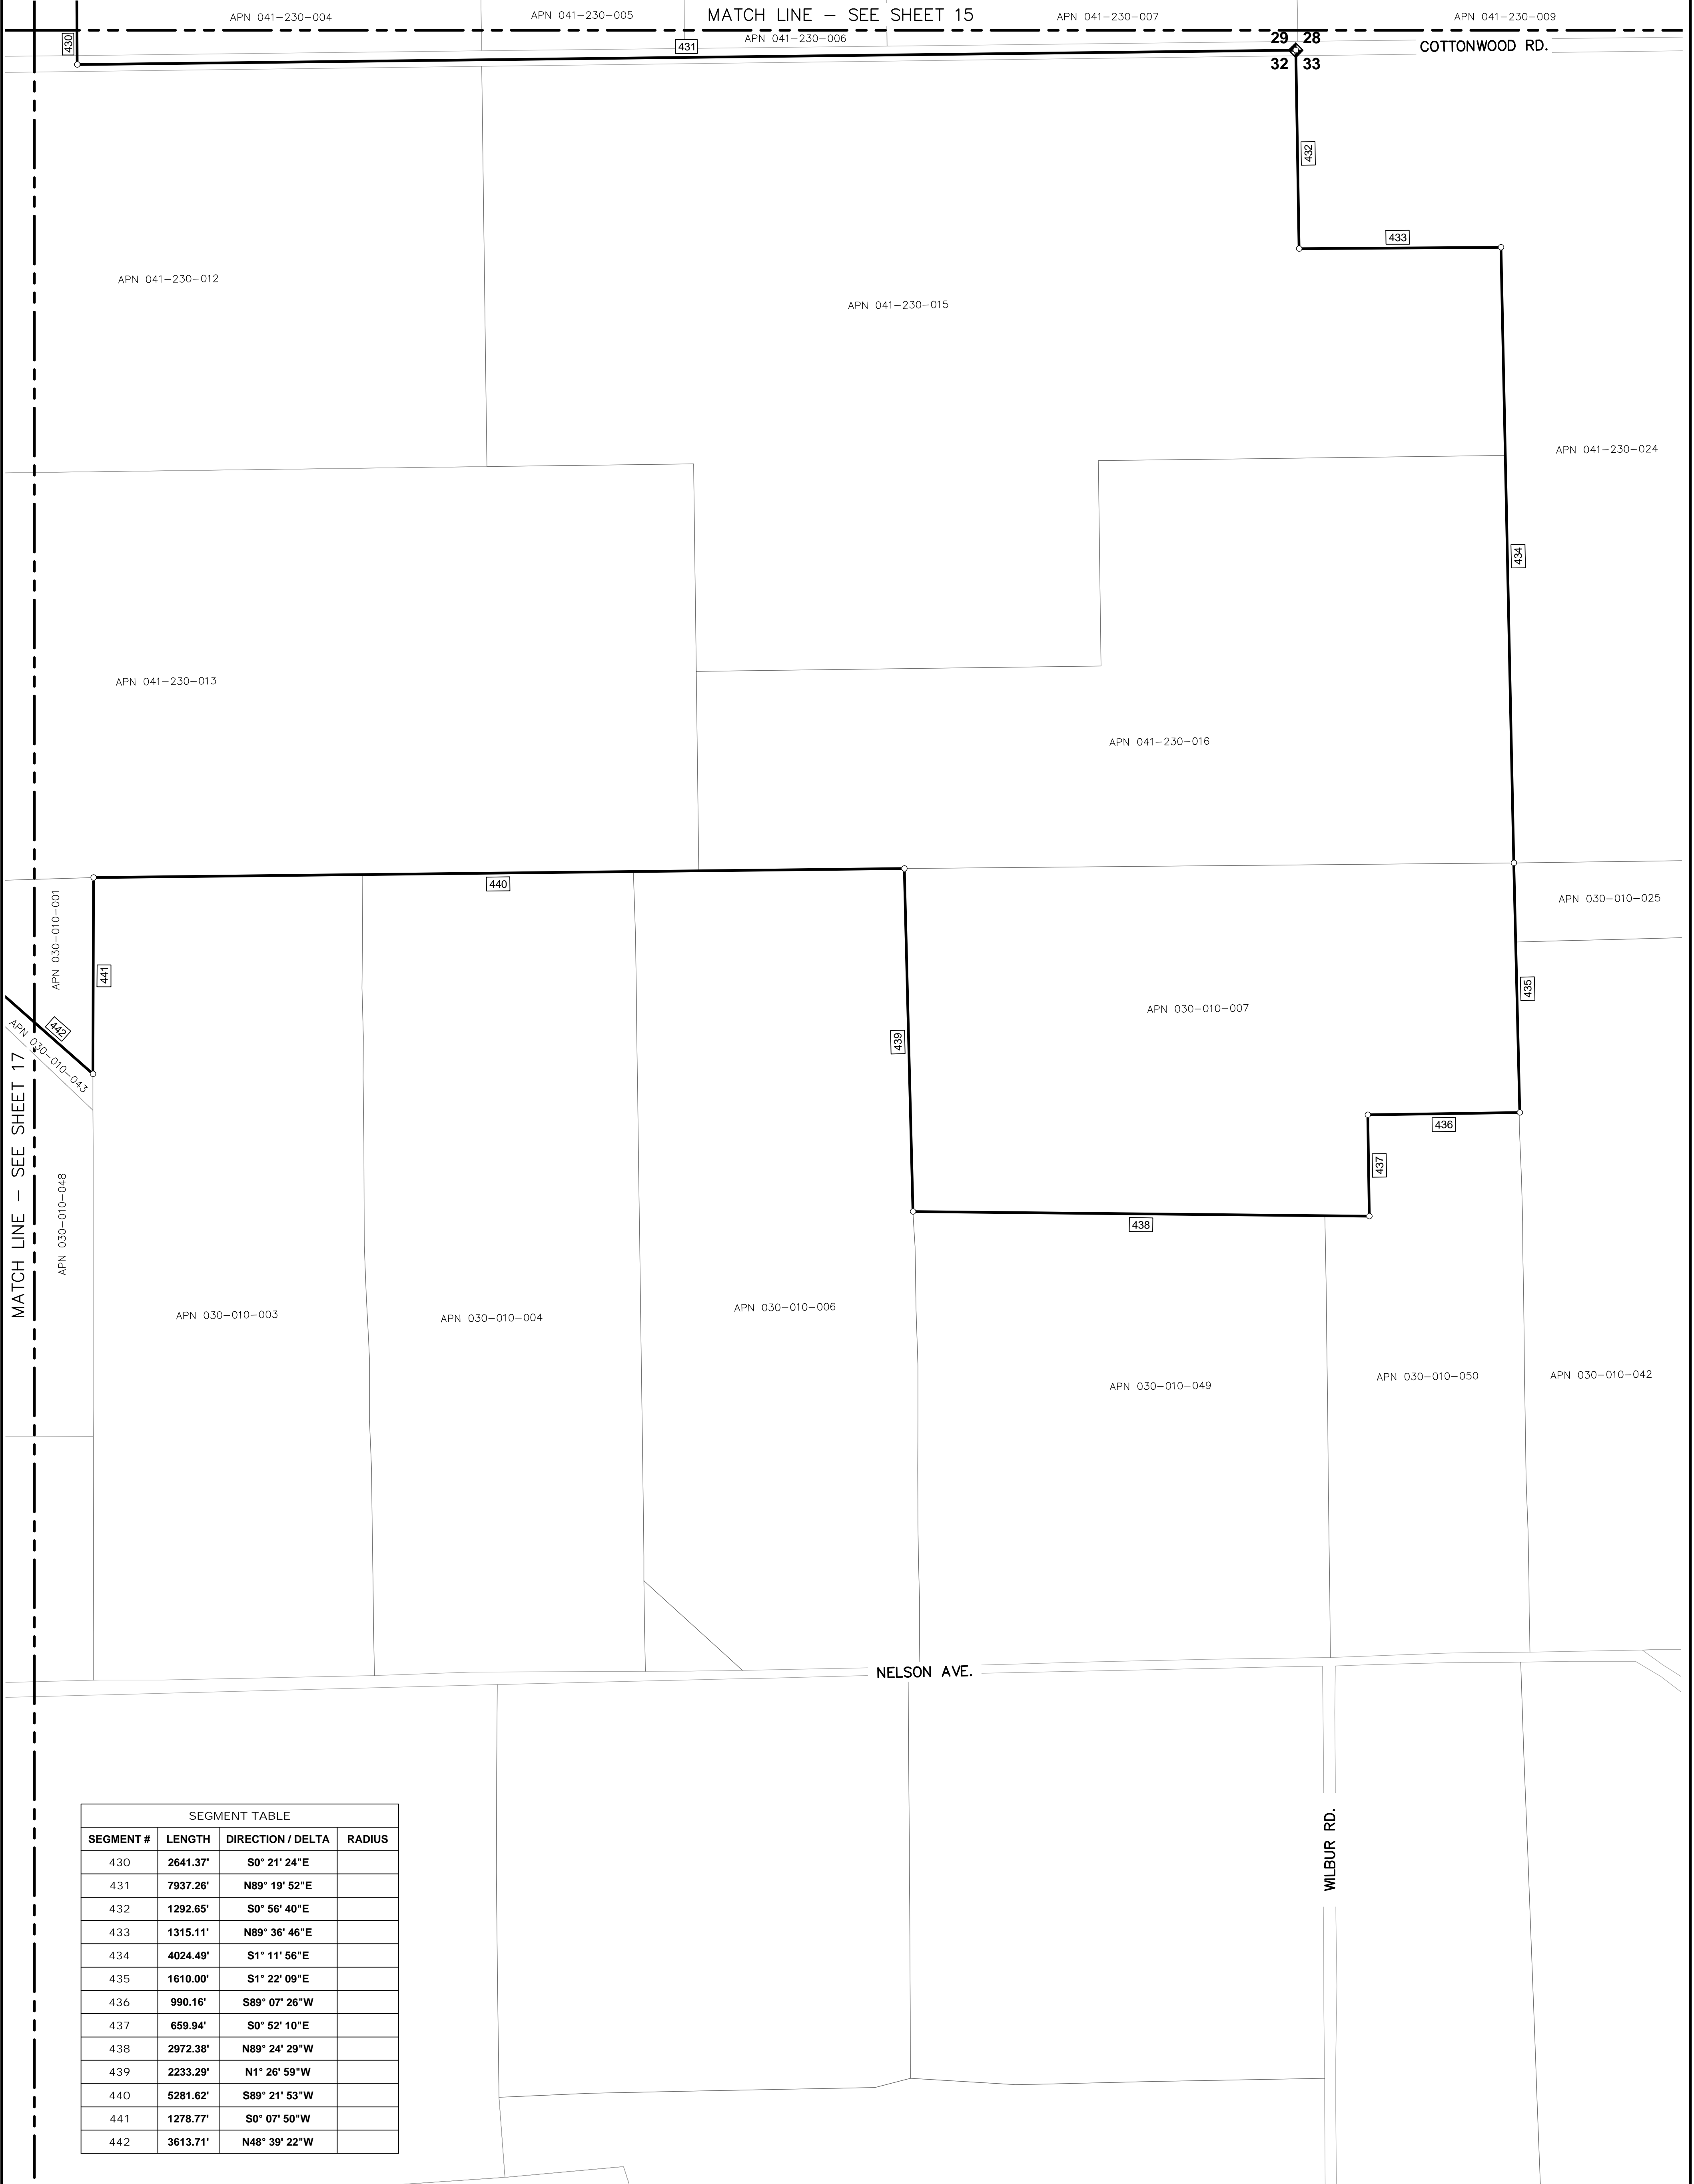 APN 041-230-004
APN 041-230-005
MATCH LINE - SEE SHEET 15
APN 041-230-007
APN 041-230-009
430
431
APN 041-230-006
29 28
32 33
COTTONWOOD RD.
432
433
APN 041-230-012
APN 041-230-015
APN 041-230-024
434
APN 041-230-013
APN 041-230-016
440
APN 030-010-001
APN 030-010-025
441
435
APN 030-010-007
442
APN 030-010-043
439
MATCH LINE - SEE SHEET 17
436
437
438
APN 030-010-048
APN 030-010-003
APN 030-010-004
APN 030-010-006
APN 030-010-049
APN 030-010-050
APN 030-010-042
NELSON AVE.
WILBUR RD.
SEGMENT TABLE
SEGMENT # LENGTH DIRECTION / DELTA RADIUS
430 2641.37' S0° 21' 24"E
431 7937.26' N89° 19' 52"E
432 1292.65' S0° 56' 40"E
433 1315.11' N89° 36' 46"E
434 4024.49' S1° 11' 56"E
435 1610.00' S1° 22' 09"E
436 990.16' S89° 07' 26"W
437 659.94' S0° 52' 10"E
438 2972.38' N89° 24' 29"W
439 2233.29' N1° 26' 59"W
440 5281.62' S89° 21' 53"W
441 1278.77' S0° 07' 50"W
442 3613.71' N48° 39' 22"W